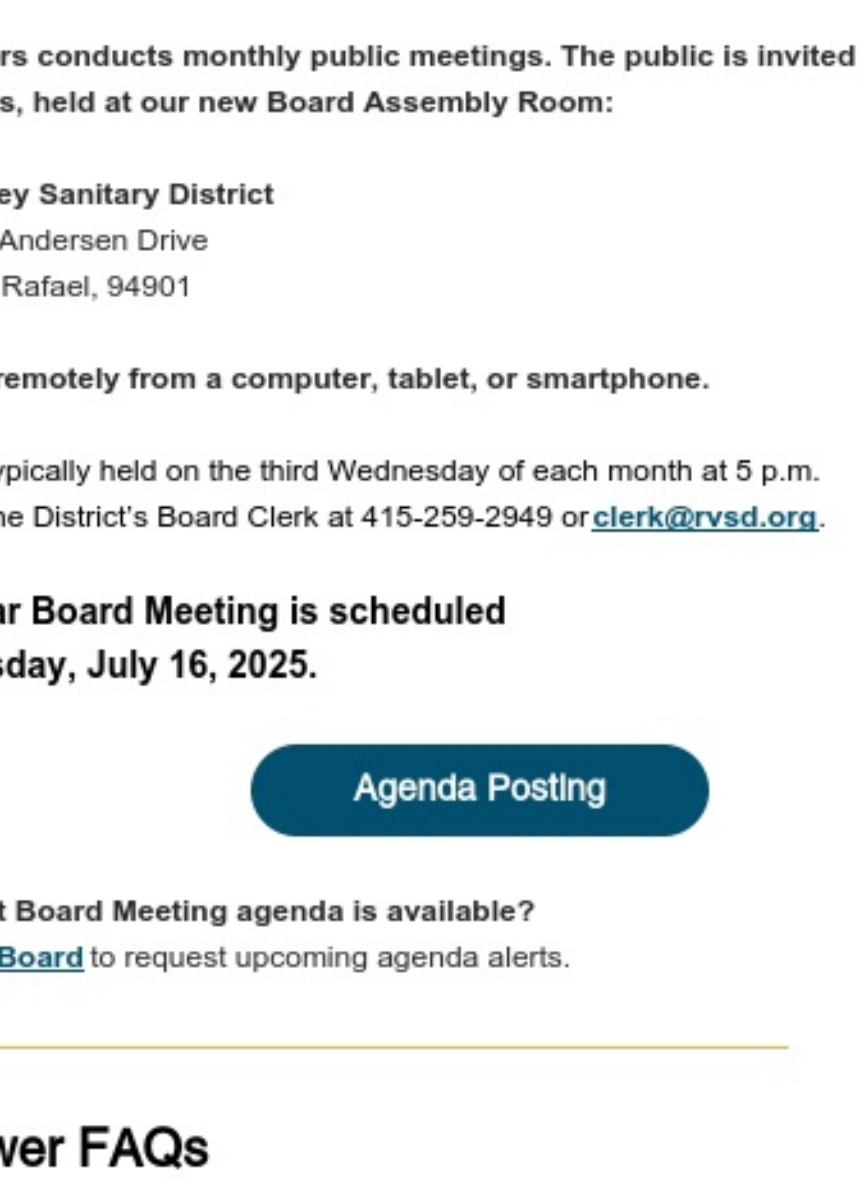 rs conducts monthly public meetings. The public is invited
s, held at our new Board Assembly Room:
ey Sanitary District
Andersen Drive
Rafael, 94901
remotely from a computer, tablet, or smartphone.
ypically held on the third Wednesday of each month at 5 p.m.
he District's Board Clerk at 415-259-2949 or clerk@rvsd.org.
ar Board Meeting is scheduled
sday, July 16, 2025.
Agenda Posting
t Board Meeting agenda is available?
Board to request upcoming agenda alerts.
wer FAQs